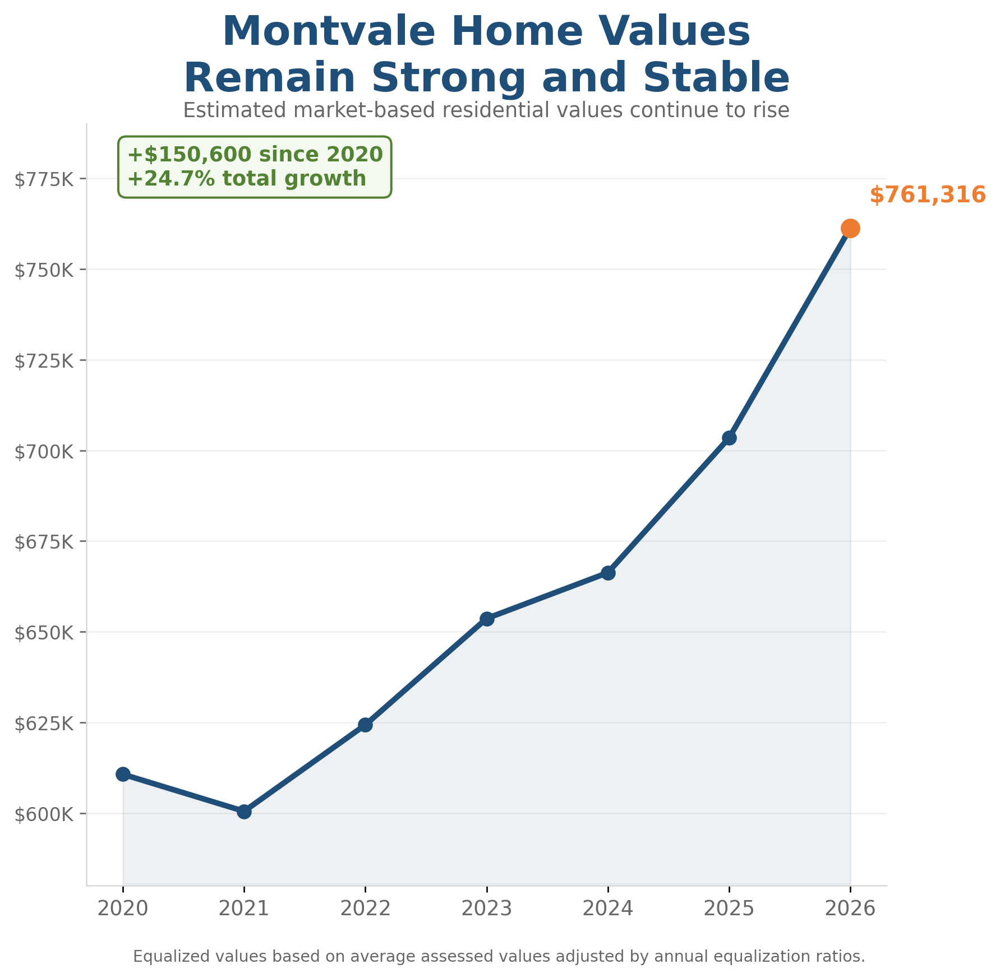 Montvale Home Values
Remain Strong and Stable
Estimated market-based residential values continue to rise
+$150,600 since 2020
+24.7% total growth
$775K
$761,316
$750K
$725K
$700K
$675K
$650K
$625K
$600K
2020 2021 2022 2023 2024 2025 2026
Equalized values based on average assessed values adjusted by annual equalization ratios.